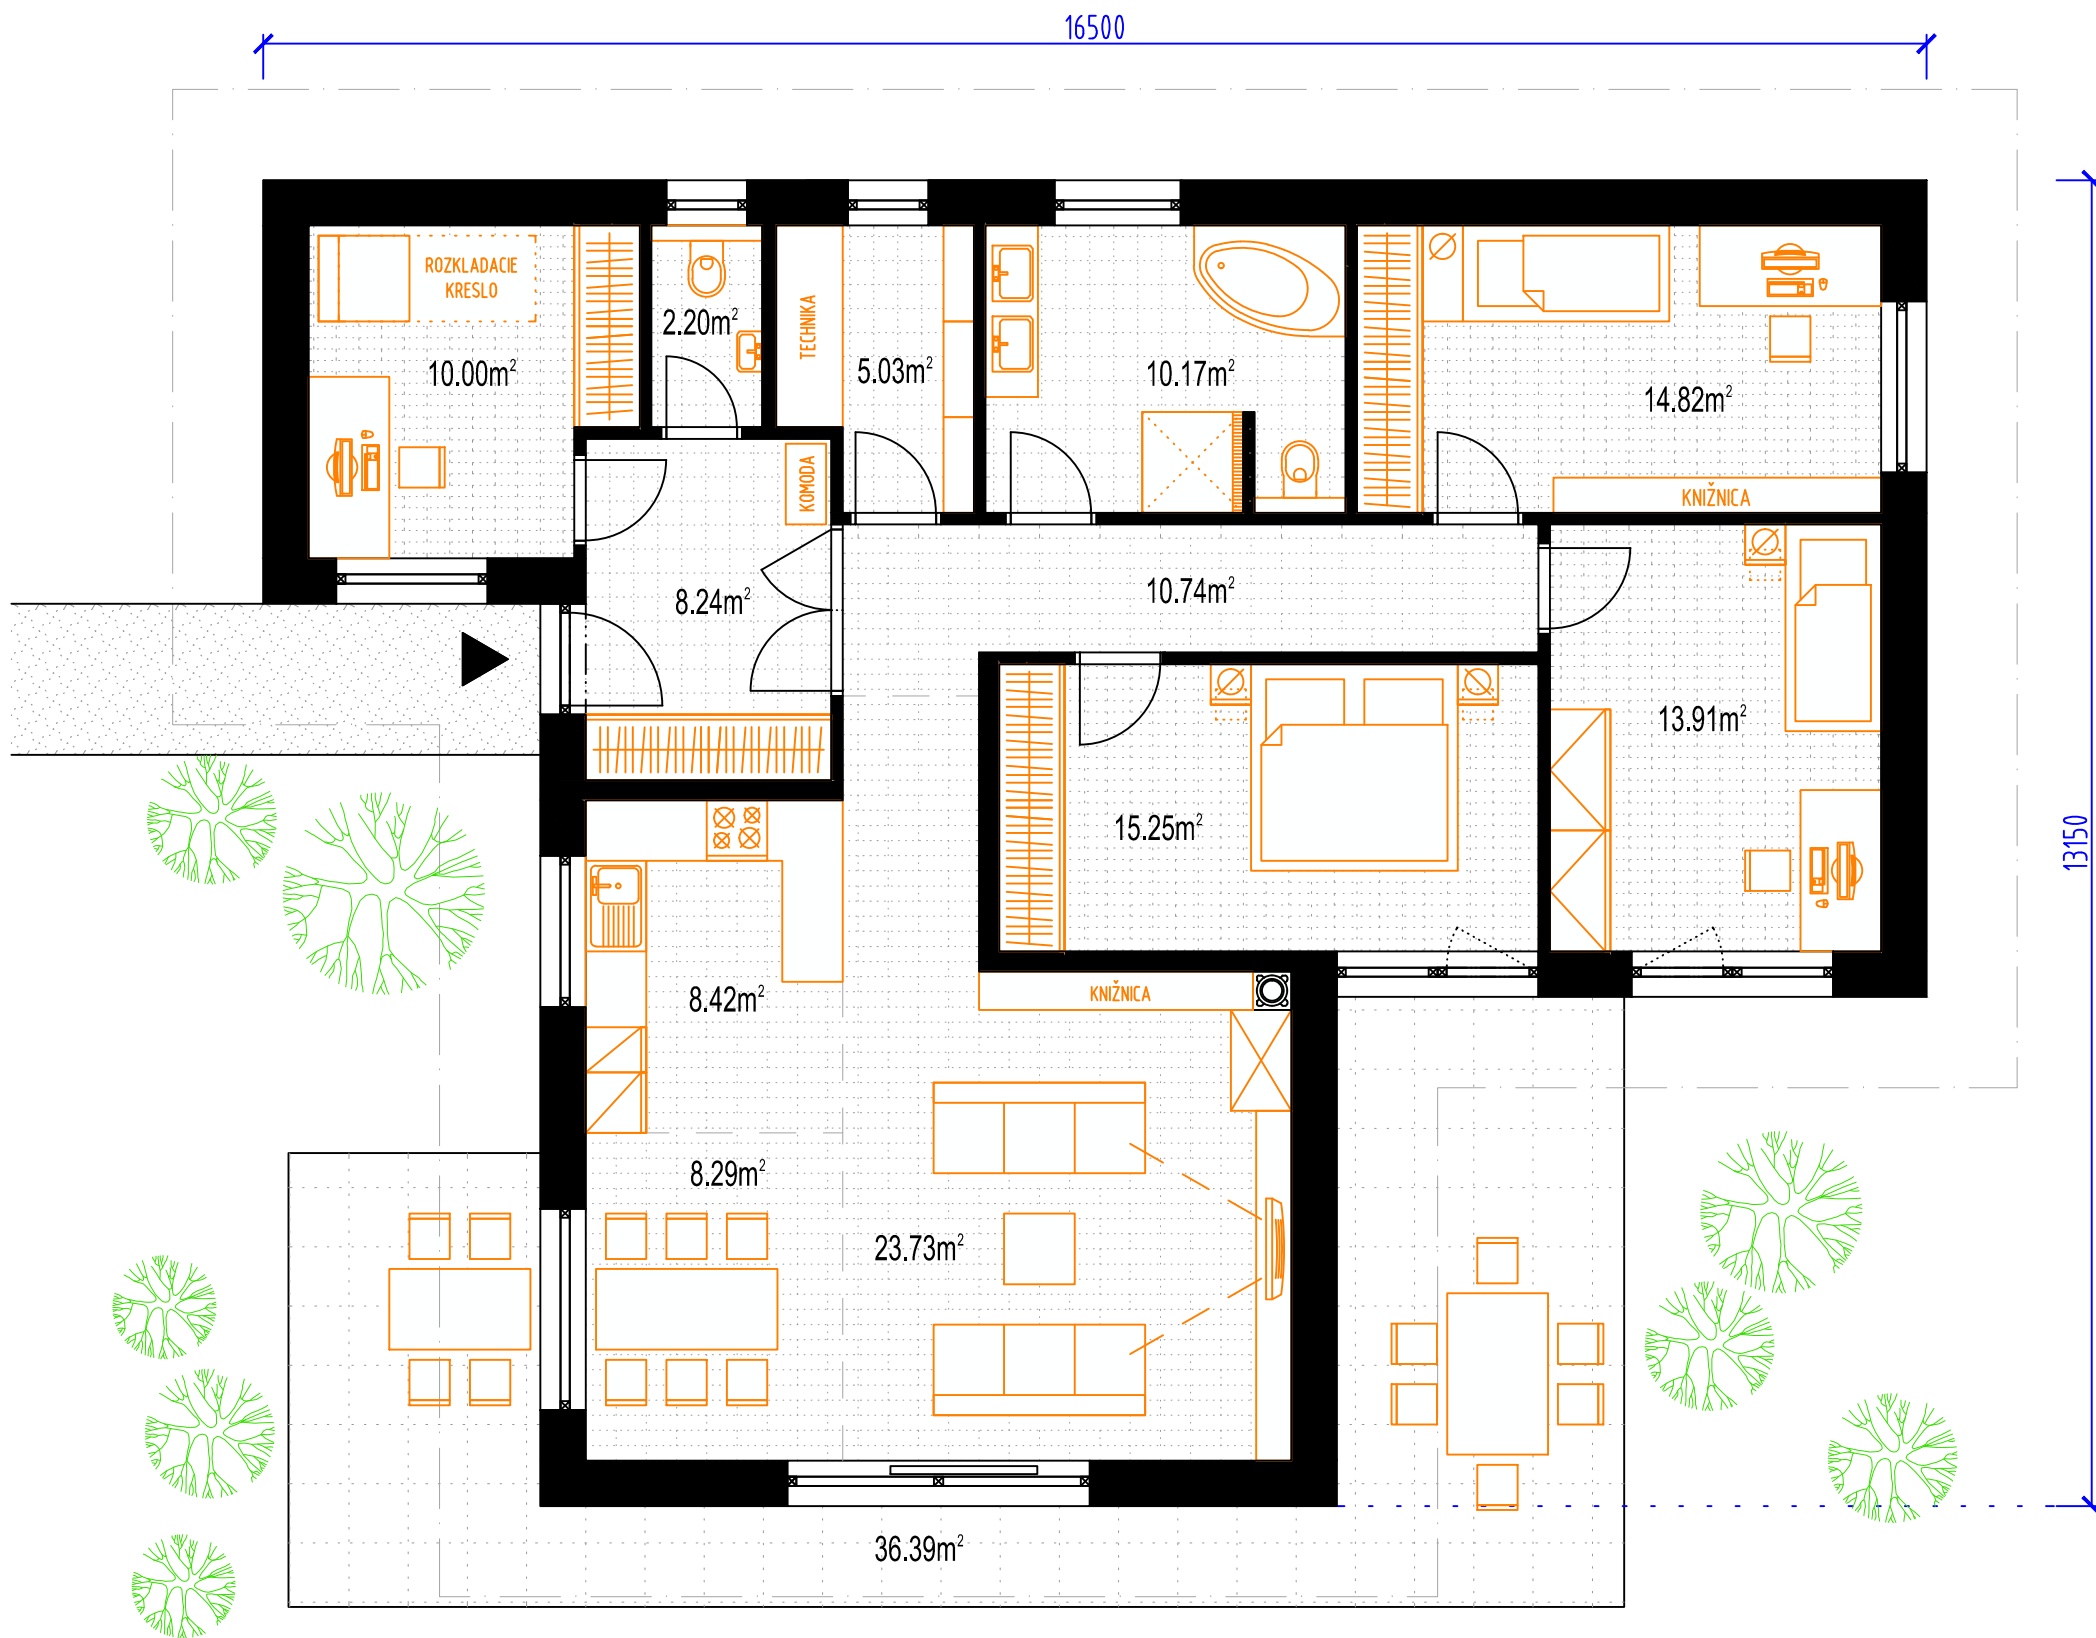 16500
ROZKLADACIE
KRESLO
2.20m²
TECHNIKA
10.00m²
5.03m²
10.17m²
14.82m²
KOMODA
KNIŽNICA
8.24m²
10.74m²
13.91m²
15.25m²
13150
8.42m²
KNIŽNICA
8.29m²
23.73m²
36.39m²